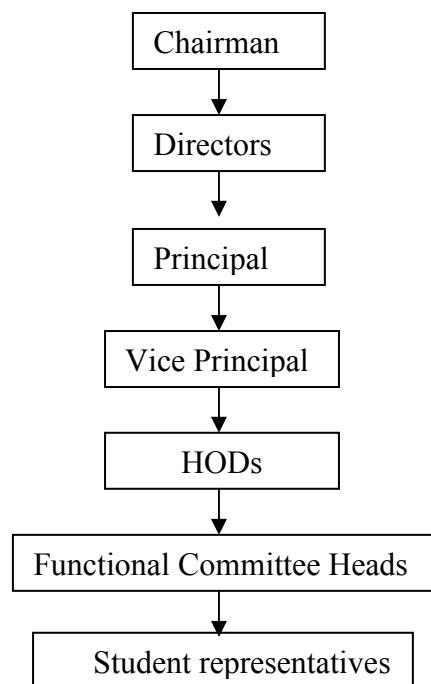 Chairman
Directors
Principal
Vice Principal
HODs
Functional Committee Heads
Student representatives